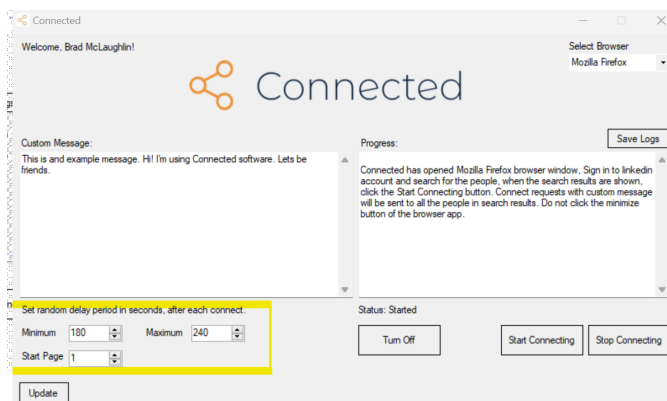 Connected
Welcome, Brad McLaughlin!
Select Browser
Mozilla Firefox
Connected
Custom Message:
This is and example message. Hi! I'm using Connected software. Lets be
friends.
Progress:
Save Logs
Connected has opened Mozilla Firefox browser window, Sign in to linkedin
account and search for the people, when the search results are shown,
click the Start Connecting button. Connect requests with custom message
will be sent to all the people in search results. Do not click the minimize
button of the browser app.
Set random delay period in seconds, after each connect.
Minimum 180 Maximum 240
Start Page 1
Status: Started
Turn Off
Start Connecting
Stop Connecting
Update